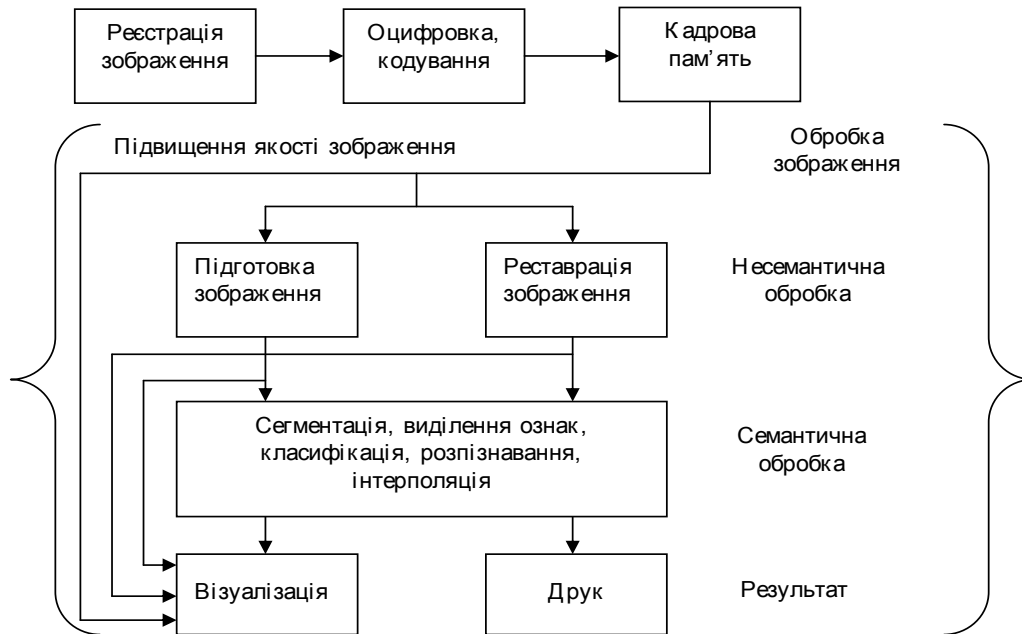 Реєстрація
зображення
Оцифровка,
кодування
Кадрова
пам'ять
Підвищення якості зображення
Обробка
зображення
Підготовка
зображення
Реставрація
зображення
Несемантична
обробка
Сегментація, виділення ознак,
класифікація, розпізнавання,
інтерполяція
Семантична
обробка
Візуалізація
Друк
Результат